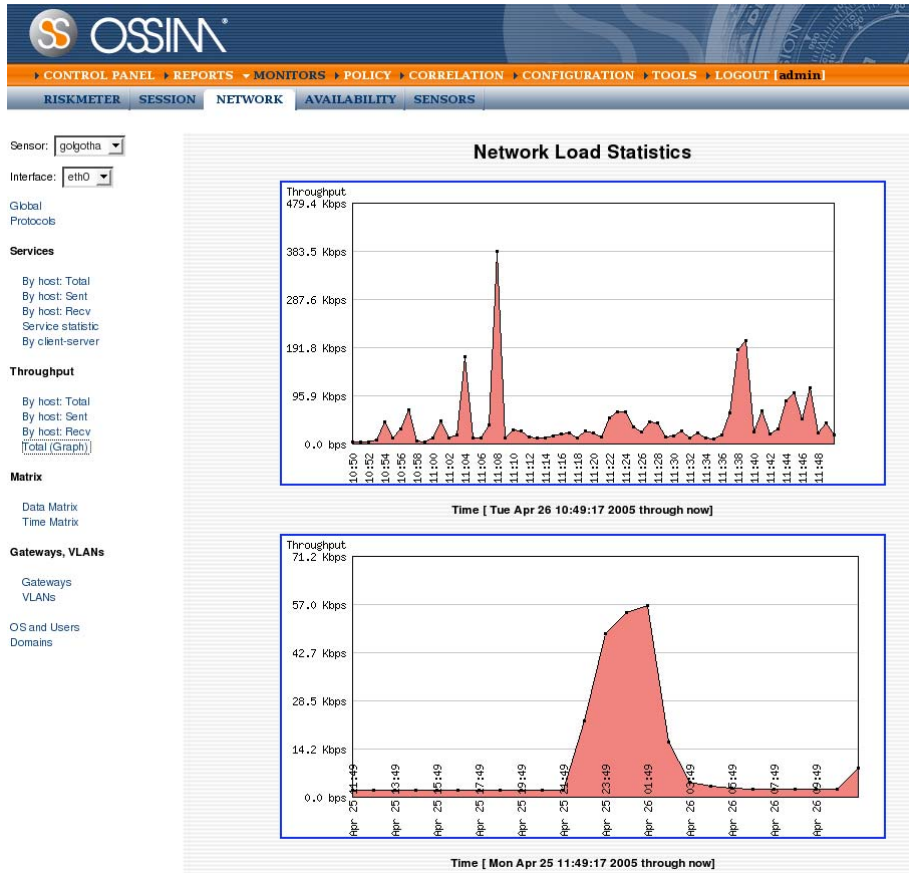 OSSIM
CONTROL PANEL REPORTS MONITORS POLICY CORRELATION CONFIGURATION TOOLS LOGOUT [admin]
RISKMETER SESSION NETWORK AVAILABILITY SENSORS
Sensor: golgotha
Interface: eth0
Global
Protocols
Services
By host: Total
By host: Sent
By host: Recv
Service statistic
By client-server
Throughput
By host: Total
By host: Sent
By host: Recv
Total (Graph)
Matrix
Data Matrix
Time Matrix
Gateways, VLANs
Gateways
VLANs
OS and Users
Domains
Network Load Statistics
Throughput
479.4 Kbps
383.5 Kbps
287.6 Kbps
191.8 Kbps
95.9 Kbps
0.0 bps
10:50 10:52 10:54 10:56 10:58 11:00 11:02 11:04 11:06 11:08 11:10 11:12 11:14 11:16 11:18 11:20 11:22 11:24 11:26 11:28 11:30 11:32 11:34 11:36 11:38 11:40 11:42 11:44 11:46 11:48
Time [ Tue Apr 26 10:49:17 2005 through now]
Throughput
71.2 Kbps
57.0 Kbps
42.7 Kbps
28.5 Kbps
14.2 Kbps
0.0 bps
Apr 25 11:49
Apr 25 13:49
Apr 25 15:49
Apr 25 17:49
Apr 25 19:49
Apr 25 21:49
Apr 25 23:49
Apr 26 01:49
Apr 26 03:49
Apr 26 05:49
Apr 26 07:49
Apr 26 09:49
Time [ Mon Apr 25 11:49:17 2005 through now]